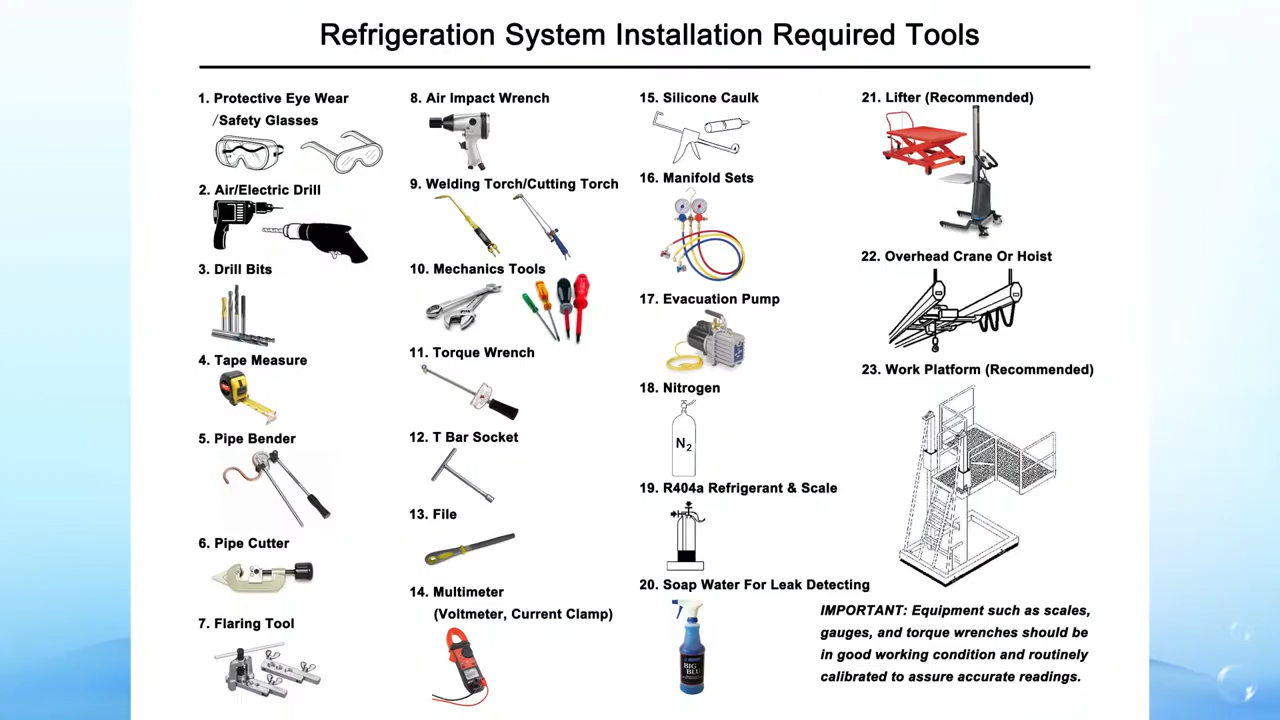 Refrigeration System Installation Required Tools
1. Protective Eye Wear
/Safety Glasses
2. Air/Electric Drill
3. Drill Bits
4. Tape Measure
5. Pipe Bender
6. Pipe Cutter
7. Flaring Tool
8. Air Impact Wrench
9. Welding Torch/Cutting Torch
10. Mechanics Tools
11. Torque Wrench
12. T Bar Socket
13. File
14. Multimeter
(Voltmeter, Current Clamp)
15. Silicone Caulk
16. Manifold Sets
17. Evacuation Pump
18. Nitrogen
N2
19. R404a Refrigerant & Scale
20. Soap Water For Leak Detecting
BIG
BLU
21. Lifter (Recommended)
22. Overhead Crane Or Hoist
23. Work Platform (Recommended)
IMPORTANT: Equipment such as scales,
gauges, and torque wrenches should be
in good working condition and routinely
calibrated to assure accurate readings.